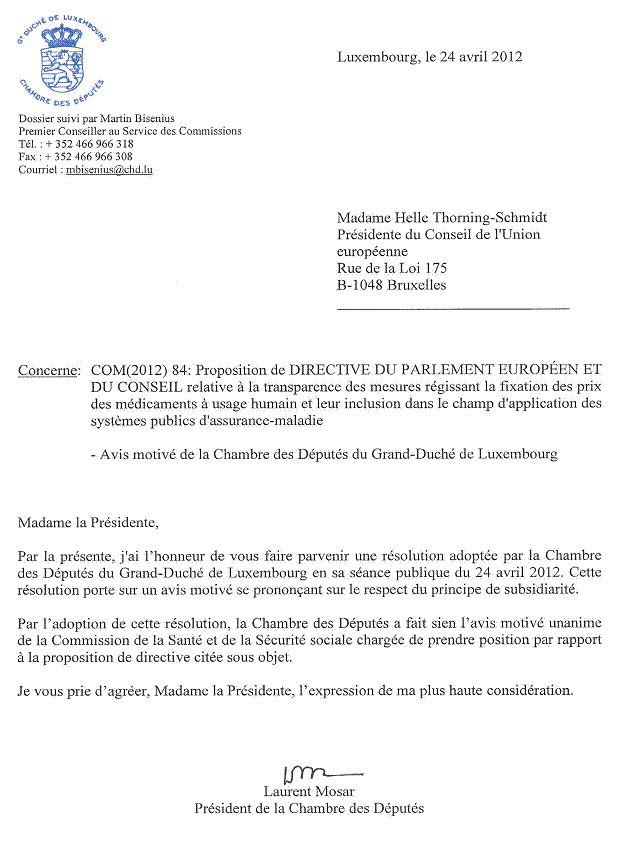 Gd DUCHÉ DE LUXEMBOURG
CHAMBRE DES DÉPUTÉS
Luxembourg, le 24 avril 2012
Dossier suivi par Martin Bisenius
Premier Conseiller au Service des Commissions
Tél. : + 352 466 966 318
Fax : + 352 466 966 308
Courriel : mbisenius@chd.lu
Madame Helle Thorning-Schmidt
Présidente du Conseil de l'Union
européenne
Rue de la Loi 175
B-1048 Bruxelles
Concerne: COM(2012) 84: Proposition de DIRECTIVE DU PARLEMENT EUROPÉEN ET
DU CONSEIL relative à la transparence des mesures régissant la fixation des prix
des médicaments à usage humain et leur inclusion dans le champ d'application des
systèmes publics d'assurance-maladie
- Avis motivé de la Chambre des Députés du Grand-Duché de Luxembourg
Madame la Présidente,
Par la présente, j'ai l'honneur de vous faire parvenir une résolution adoptée par la Chambre
des Députés du Grand-Duché de Luxembourg en sa séance publique du 24 avril 2012. Cette
résolution porte sur un avis motivé se prononçant sur le respect du principe de subsidiarité.
Par l'adoption de cette résolution, la Chambre des Députés a fait sien l'avis motivé unanime
de la Commission de la Santé et de la Sécurité sociale chargée de prendre position par rapport
à la proposition de directive citée sous objet.
Je vous prie d'agréer, Madame la Présidente, l'expression de ma plus haute considération.
Laurent Mosar
Président de la Chambre des Députés